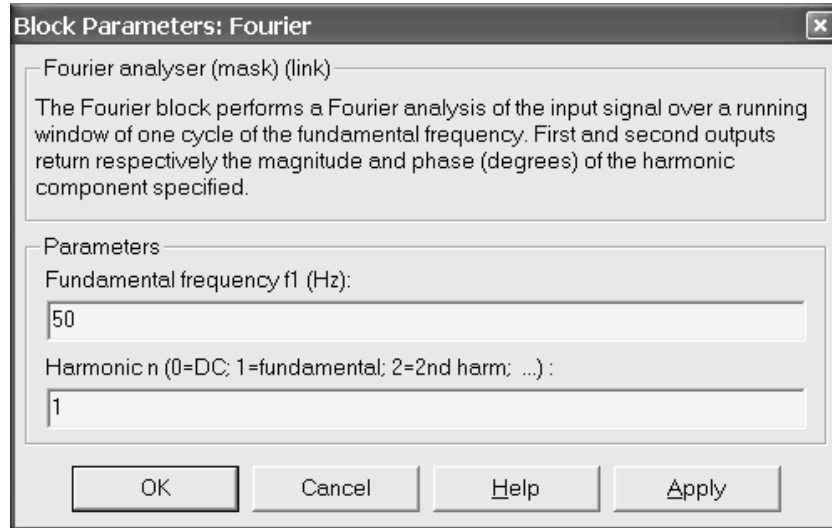 Block Parameters: Fourier
Fourier analyser (mask) (link)
The Fourier block performs a Fourier analysis of the input signal over a running
window of one cycle of the fundamental frequency. First and second outputs
return respectively the magnitude and phase (degrees) of the harmonic
component specified.
Parameters
Fundamental frequency f1 (Hz):
50
Harmonic n (0=DC; 1=fundamental; 2=2nd harm; ...) :
1
OK Cancel Help Apply